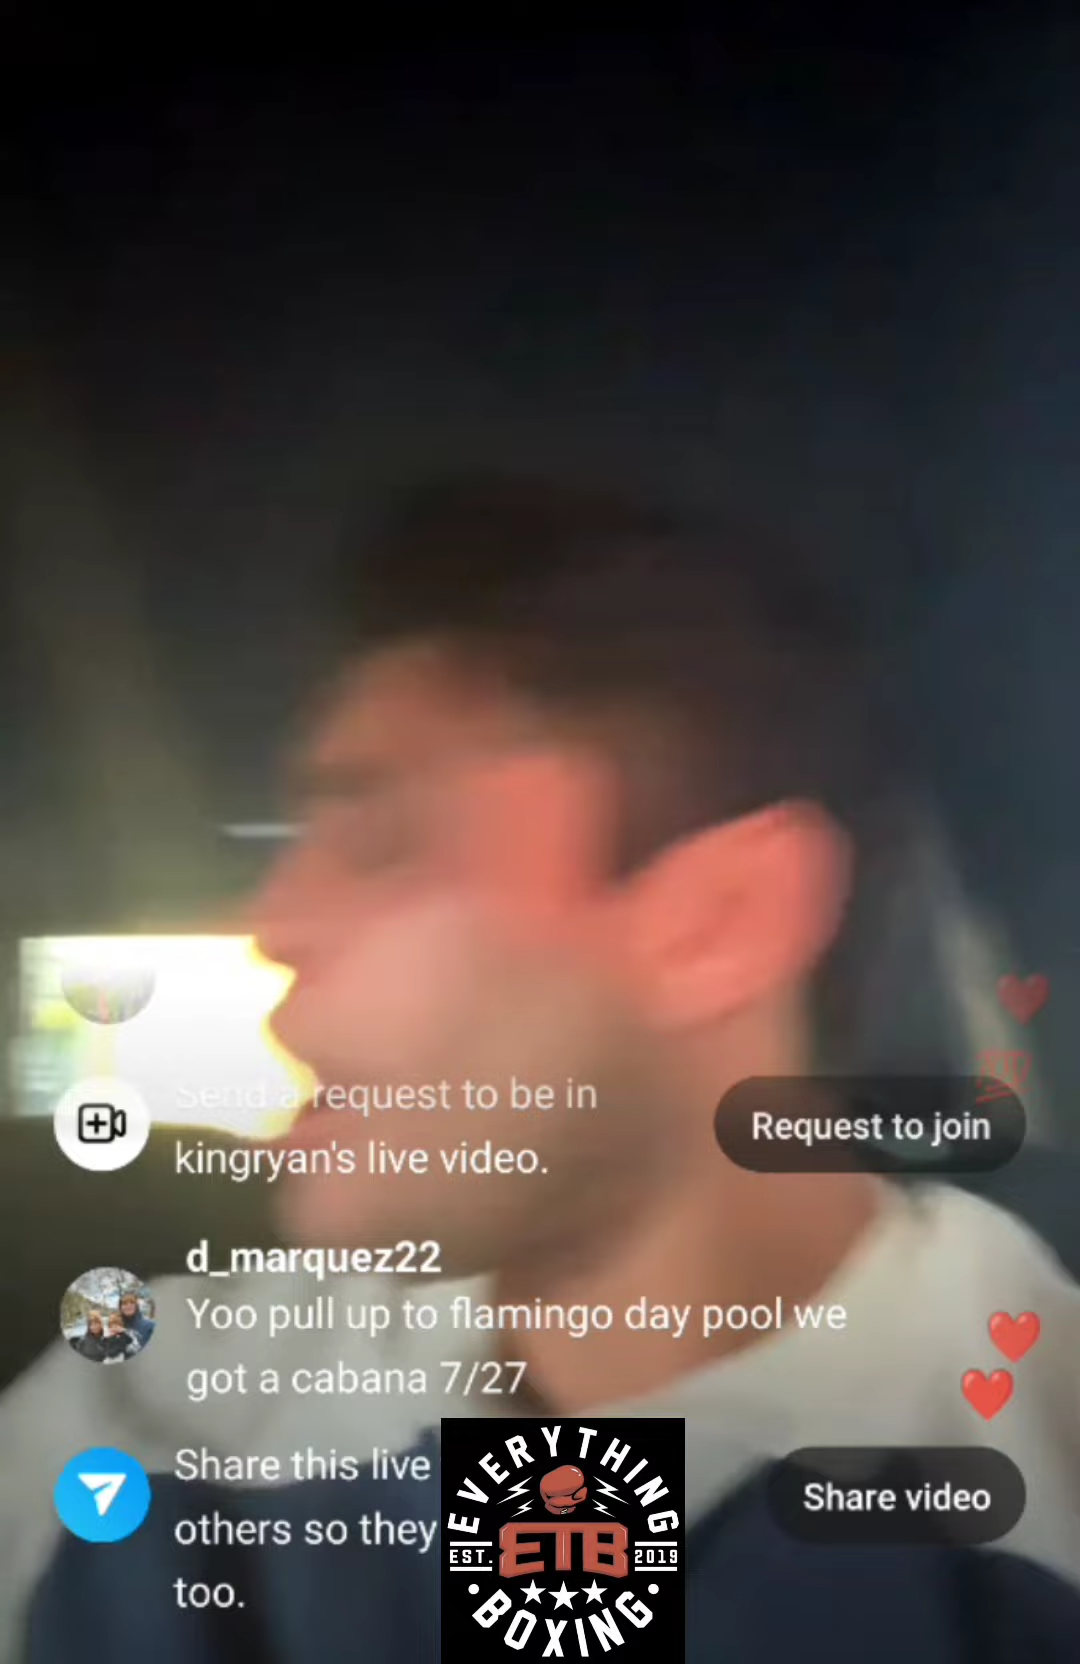 Send a request to be in
kingryan's live video.
Request to join
d_marquez22
Yoo pull up to flamingo day pool we
got a cabana 7/27
Share this live
others so they
too.
Share video
EVERYTHING
EST. ETB 2019
BOXING